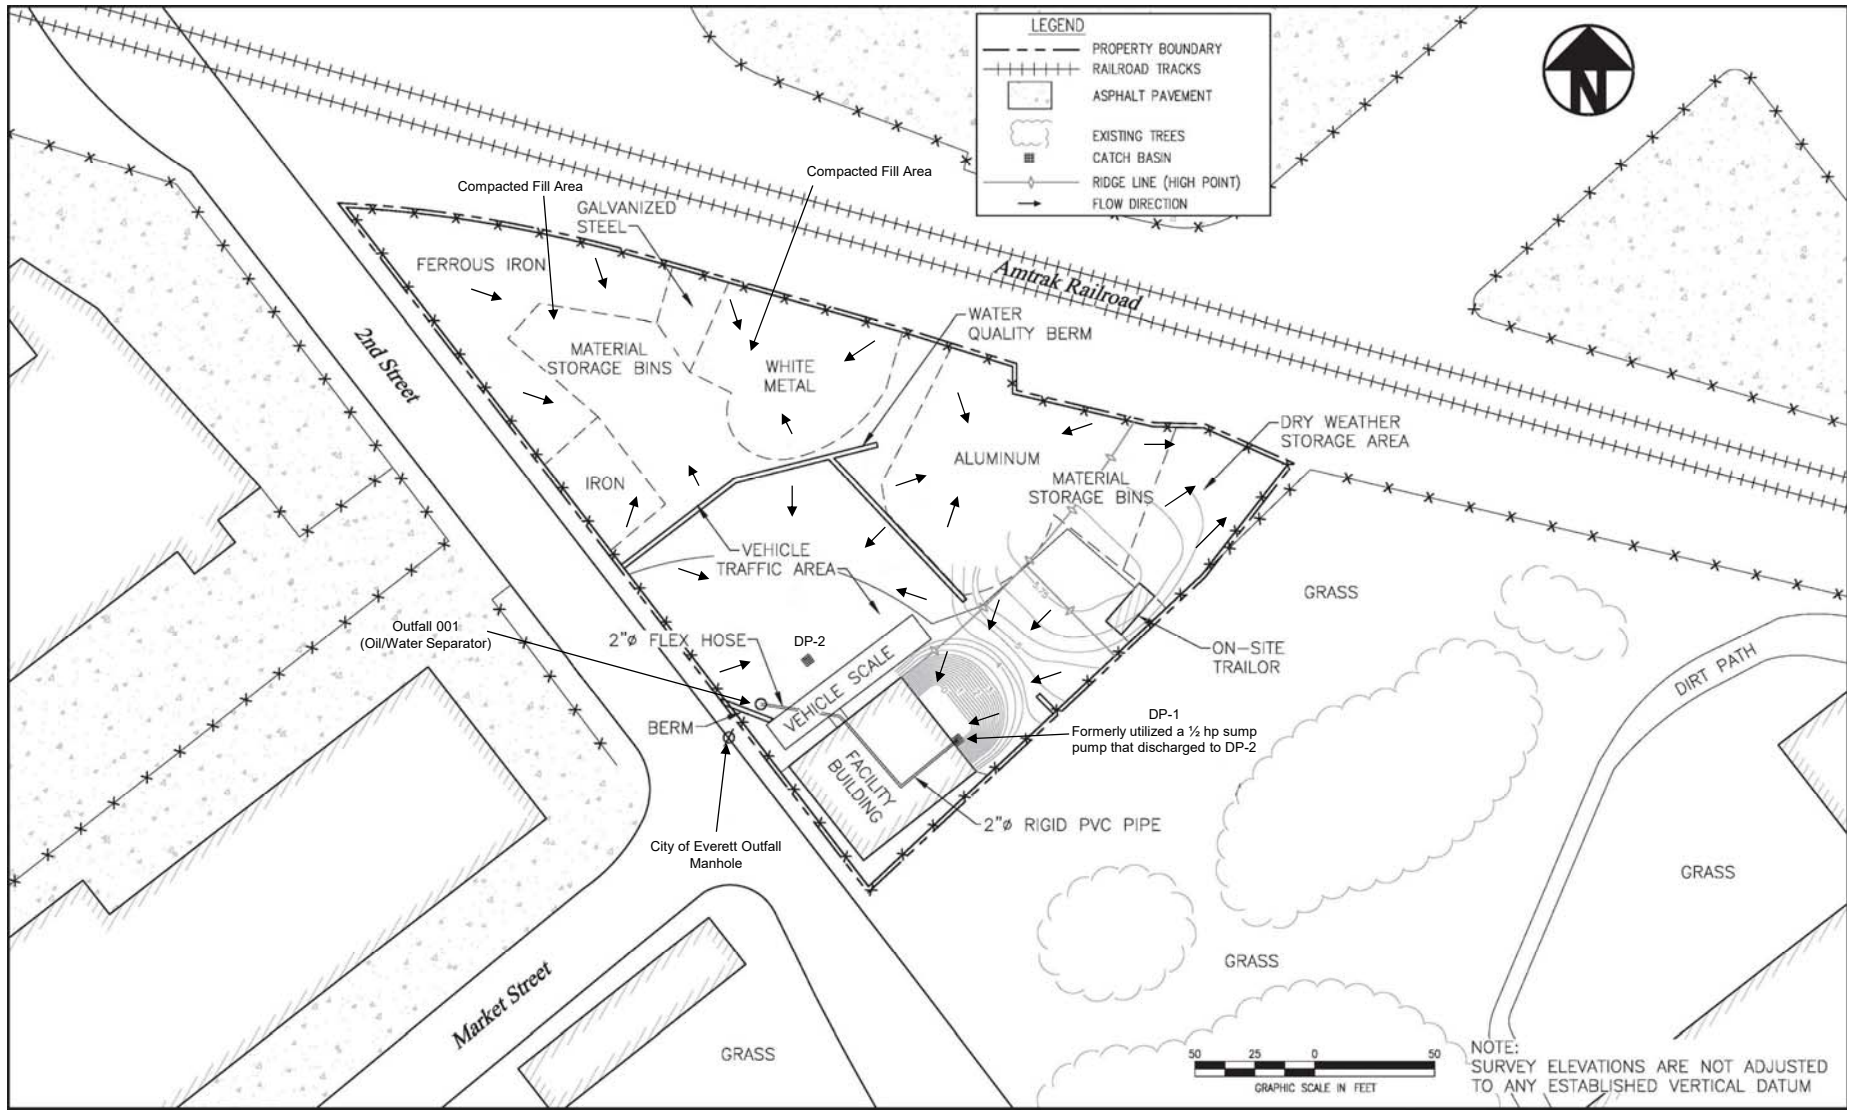 LEGEND
PROPERTY BOUNDARY
RAILROAD TRACKS
ASPHALT PAVEMENT
EXISTING TREES
CATCH BASIN
RIDGE LINE (HIGH POINT)
FLOW DIRECTION
N
Compacted Fill Area
Compacted Fill Area
GALVANIZED
STEEL
FERROUS IRON
Amtrak Railroad
WATER
QUALITY BERM
2nd Street
MATERIAL
STORAGE BINS
WHITE
METAL
DRY WEATHER
STORAGE AREA
ALUMINUM
MATERIAL
STORAGE BINS
IRON
VEHICLE
TRAFFIC AREA
5.75
GRASS
Outfall 001
(Oil/Water Separator)
2"ø FLEX HOSE
DP-2
ON-SITE
TRAILOR
VEHICLE SCALE
DIRT PATH
BERM
DP-1
Formerly utilized a ½ hp sump
pump that discharged to DP-2
FACILITY
BUILDING
2"ø RIGID PVC PIPE
City of Everett Outfall
Manhole
GRASS
GRASS
Market Street
GRASS
50 25 0 50
GRAPHIC SCALE IN FEET
NOTE:
SURVEY ELEVATIONS ARE NOT ADJUSTED
TO ANY ESTABLISHED VERTICAL DATUM